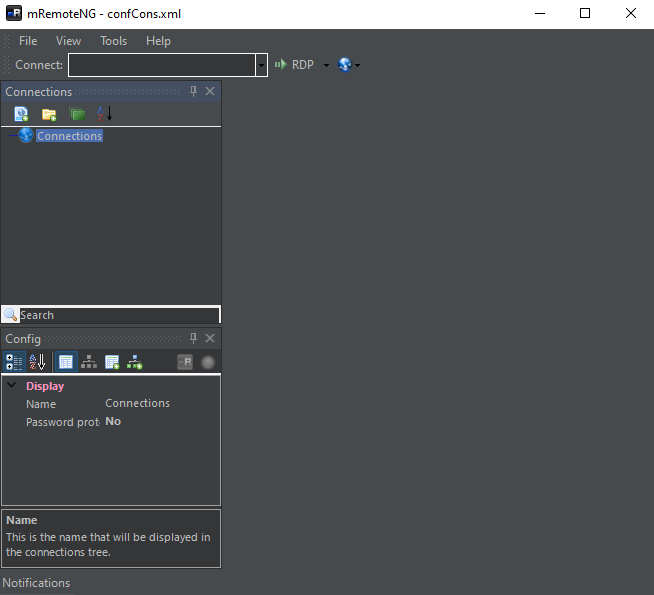 mRemoteNG - confCons.xml
File View Tools Help
Connect: RDP
Connections
Connections
Search
Config
Display
Name Connections
Password prot No
Name
This is the name that will be displayed in
the connections tree.
Notifications